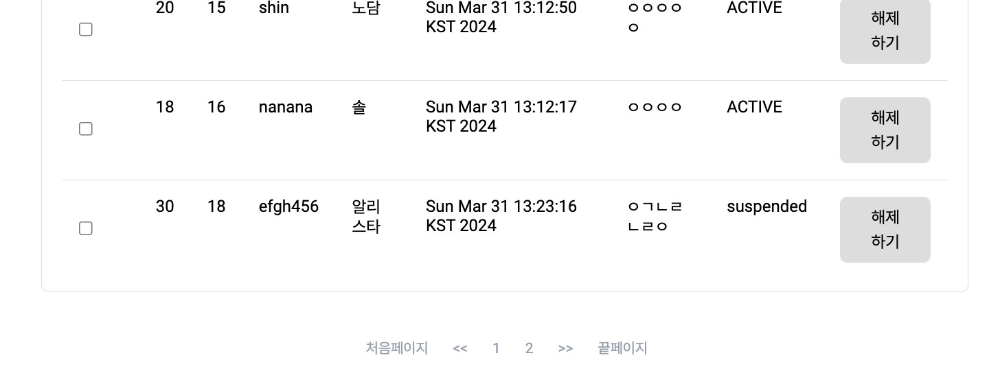 20 15 shin 노담 Sun Mar 31 13:12:50 ㅇㅇㅇㅇ ACTIVE 해제
KST 2024 ㅇ 하기
18 16 nanana 솔 Sun Mar 31 13:12:17 ㅇㅇㅇㅇ ACTIVE 해제
KST 2024 하기
30 18 efgh456 알리 Sun Mar 31 13:23:16 ㅇㄱㄴㄹ suspended 해제
스타 KST 2024 ㄴㄹㅇ 하기
처음페이지 << 1 2 >> 끝페이지